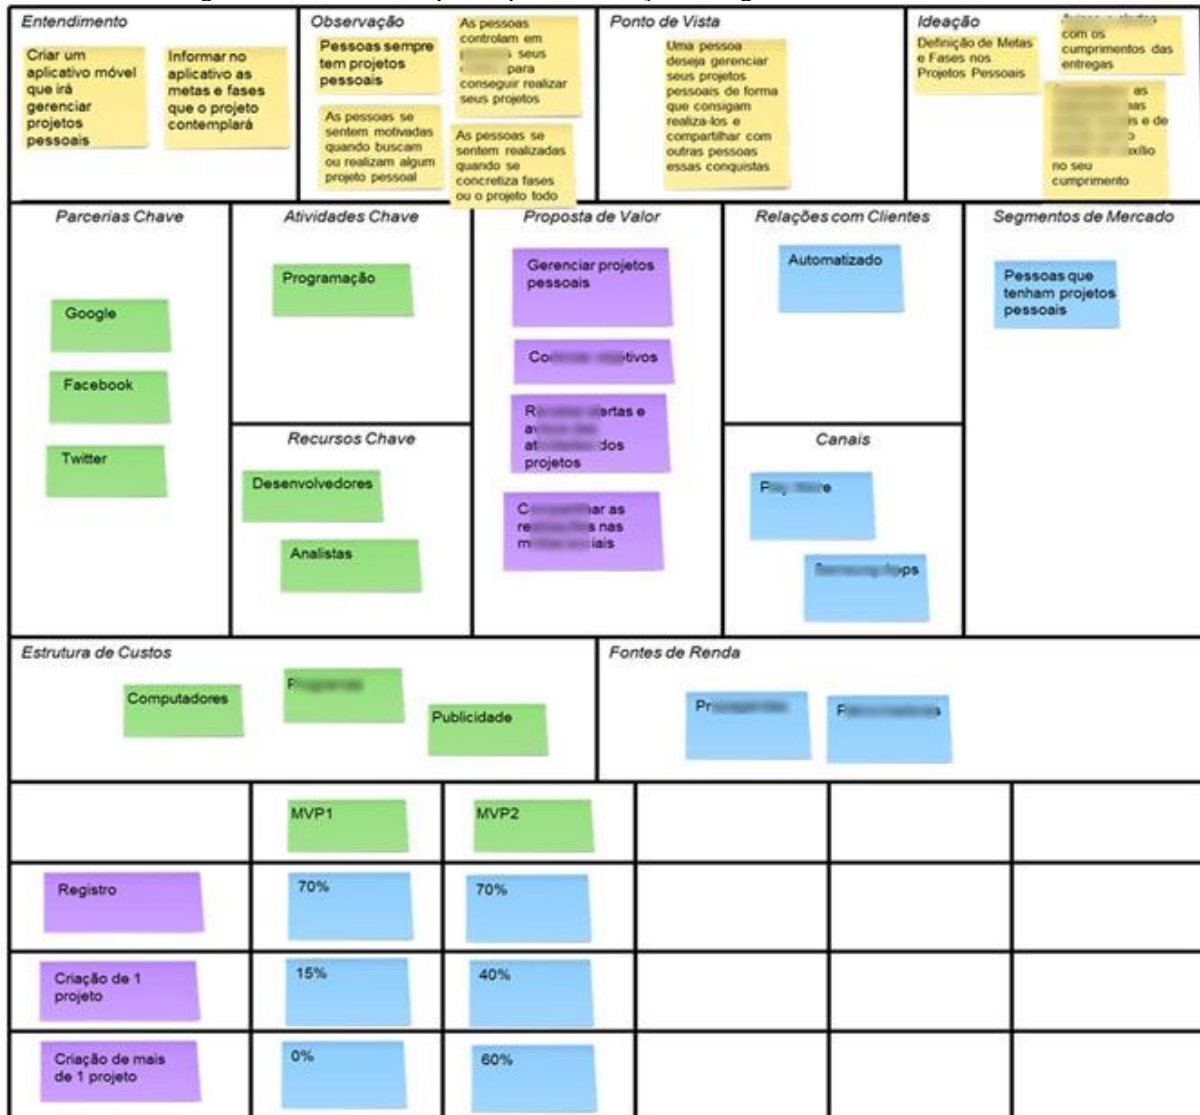 Entendimento
Criar um
aplicativo móvel
que irá
gerenciar
projetos
pessoais
Informar no
aplicativo as
metas e fases
que o projeto
contemplará
Observação
Pessoas sempre
tem projetos
pessoais
As pessoas
controlam em
seus
para
conseguir realizar
seus projetos
As pessoas se
sentem motivadas
quando buscam
ou realizam algum
projeto pessoal
As pessoas se
sentem realizadas
quando se
concretiza fases
ou o projeto todo
Ponto de Vista
Uma pessoa
deseja gerenciar
seus projetos
pessoais de forma
que consigam
realiza-los e
compartilhar com
outras pessoas
essas conquistas
Ideação
Definição de Metas
e Fases nos
Projetos Pessoais
com os
cumprimentos das
entregas
as
e de
no seu
cumprimento
Parcerias Chave
Google
Facebook
Twitter
Atividades Chave
Programação
Recursos Chave
Desenvolvedores
Analistas
Proposta de Valor
Gerenciar projetos
pessoais
e
dos
projetos
as
nas
Relações com Clientes
Automatizado
Canais
Segmentos de Mercado
Pessoas que
tenham projetos
pessoais
Estrutura de Custos
Computadores
Publicidade
Fontes de Renda
MVP1
MVP2
Registro
70%
70%
Criação de 1
projeto
15%
40%
Criação de mais
de 1 projeto
0%
60%